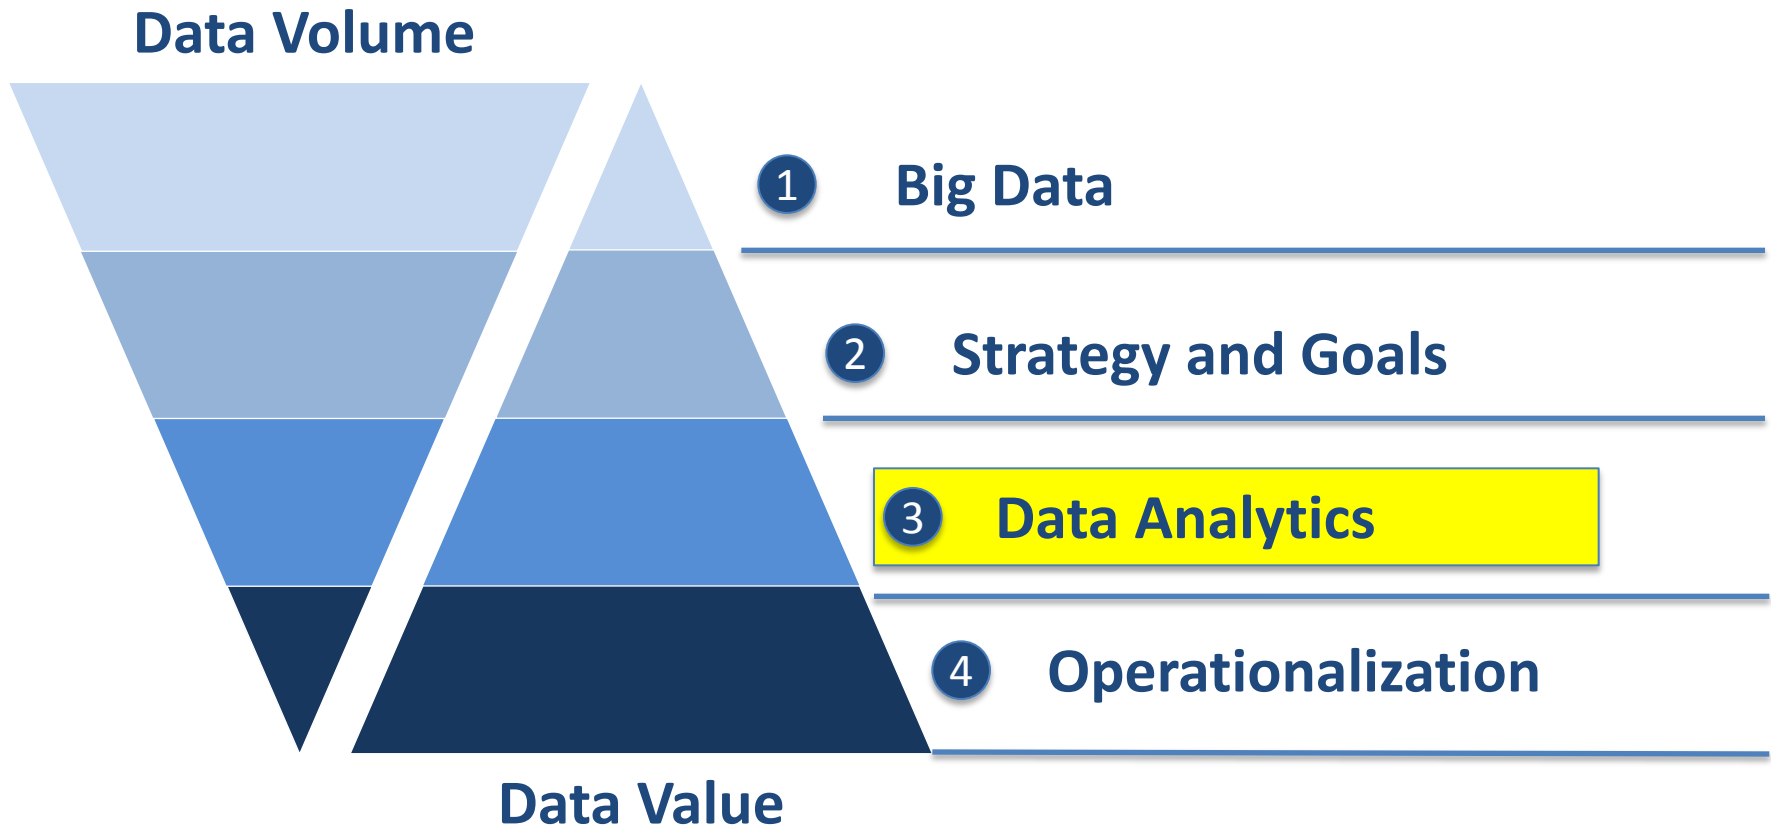 Data Volume
1 Big Data
2 Strategy and Goals
3 Data Analytics
4 Operationalization
Data Value